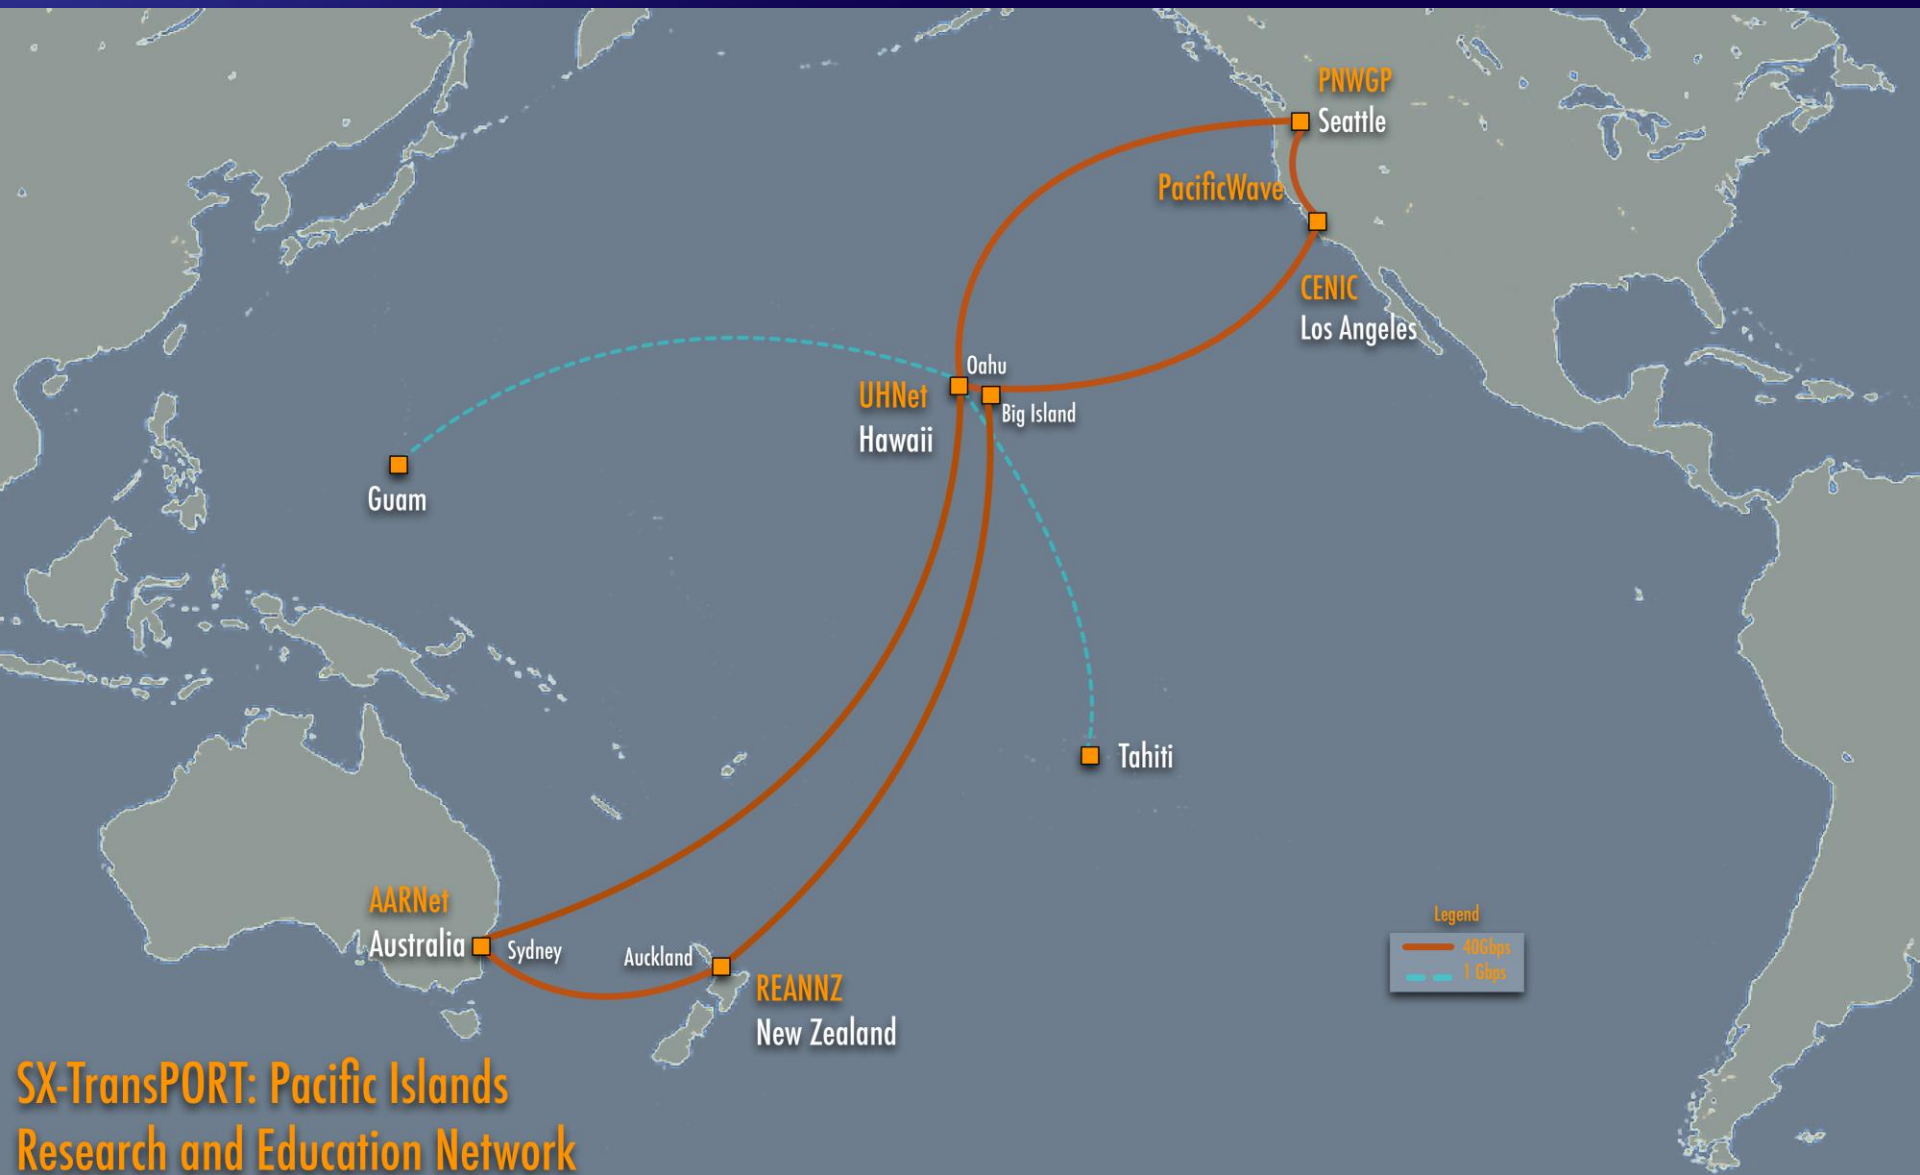 PNWGP
Seattle
PacificWave
CENIC
Los Angeles
Oahu
UHNet
Big Island
Hawaii
Guam
Tahiti
AARNet
Australia
Sydney
Auckland
REANNZ
New Zealand
Legend
40Gbps
1 Gbps
SX-TransPORT: Pacific Islands
Research and Education Network